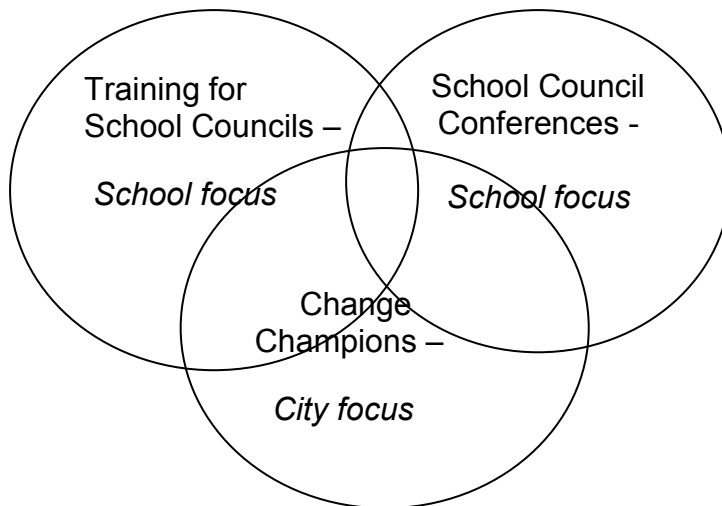 Training for
School Councils –
School focus
School Council
Conferences -
School focus
Change
Champions –
City focus